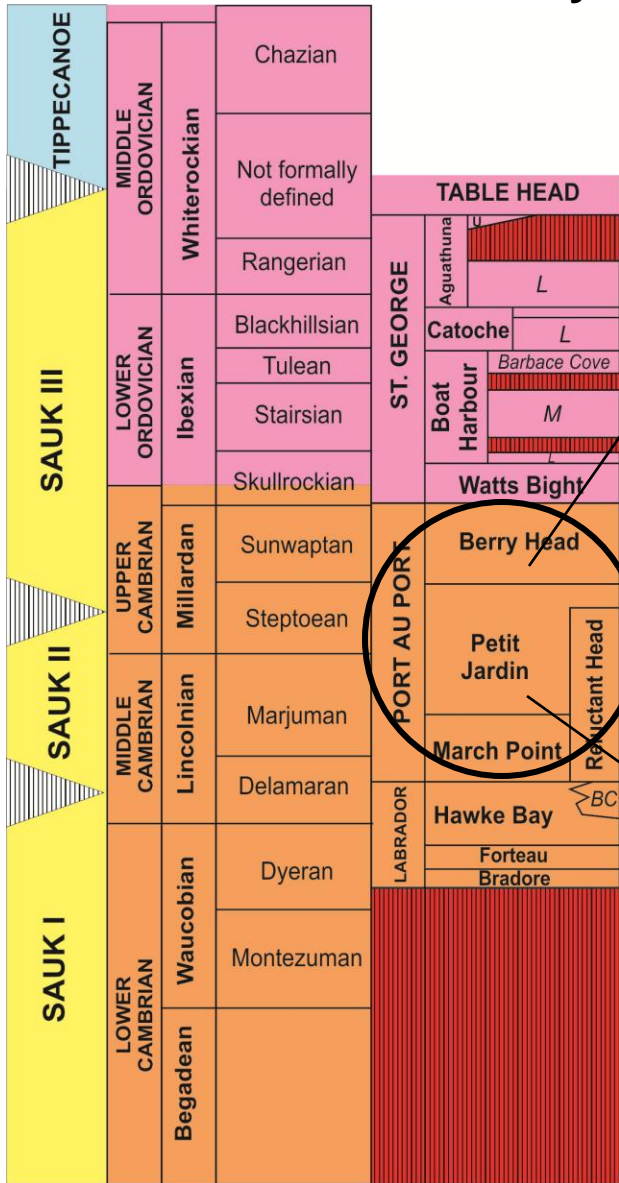 TIPPECANOE
SAUK III
SAUK II
SAUK I
MIDDLE
ORDOVICIAN
LOWER
ORDOVICIAN
UPPER
CAMBRIAN
MIDDLE
CAMBRIAN
LOWER
CAMBRIAN
Whiterockian
Ibexian
Millardan
Lincolnian
Waucobian
Begadean
Chazian
Not formally
defined
Rangerian
Blackhillsian
Tulean
Stairsian
Skullrockian
Sunwaptan
Steptoean
Marjuman
Delamaran
Dyeran
Montezuman
TABLE HEAD
ST. GEORGE
PORT AU PORT
LABRADOR
Aguathuna
U
L
Catoche
L
Boat
Harbour
Barbace Cove
M
L
Watts Bight
Berry Head
Petit
Jardin
Reluctant Head
March Point
Hawke Bay
BC
Forteau
Bradore